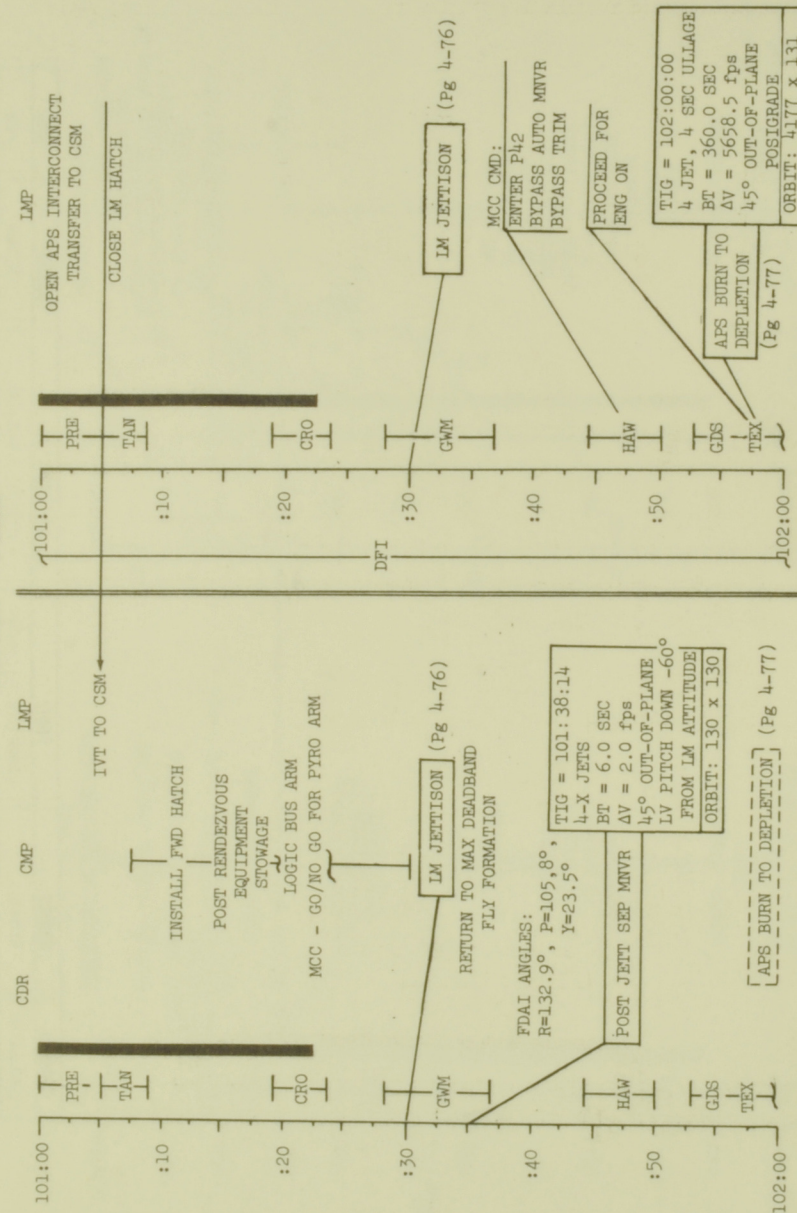 CDR
CMP
LMP
101:00
PRE
TAN
:10
:20
CRO
:30
GWM
:40
HAW
:50
GDS
TEX
102:00
IVT TO CSM
INSTALL FWD HATCH
POST RENDEZVOUS
EQUIPMENT
STOWAGE
LOGIC BUS ARM
MCC - GO/NO GO FOR PYRO ARM
LM JETTISON (Pg 4-76)
RETURN TO MAX DEADBAND
FLY FORMATION
FDAI ANGLES:
R=132.9°, P=105,8°,
Y=23.5°
POST JETT SEP MNVR
TIG = 101:38:14
4-X JETS
BT = 6.0 SEC
ΔV = 2.0 fps
45° OUT-OF-PLANE
LV PITCH DOWN -60°
FROM LM ATTITUDE
ORBIT: 130 x 130
APS BURN TO DEPLETION (Pg 4-77)
LMP
101:00
PRE
TAN
:10
:20
CRO
:30
GWM
:40
HAW
:50
GDS
TEX
102:00
DFI
OPEN APS INTERCONNECT
TRANSFER TO CSM
CLOSE LM HATCH
LM JETTISON (Pg 4-76)
MCC CMD:
ENTER P42
BYPASS AUTO MNVR
BYPASS TRIM
PROCEED FOR
ENG ON
APS BURN TO
DEPLETION
(Pg 4-77)
TIG = 102:00:00
4 JET, 4 SEC ULLAGE
BT = 360.0 SEC
ΔV = 5658.5 fps
45° OUT-OF-PLANE
POSIGRADE
ORBIT: 4177 x 131